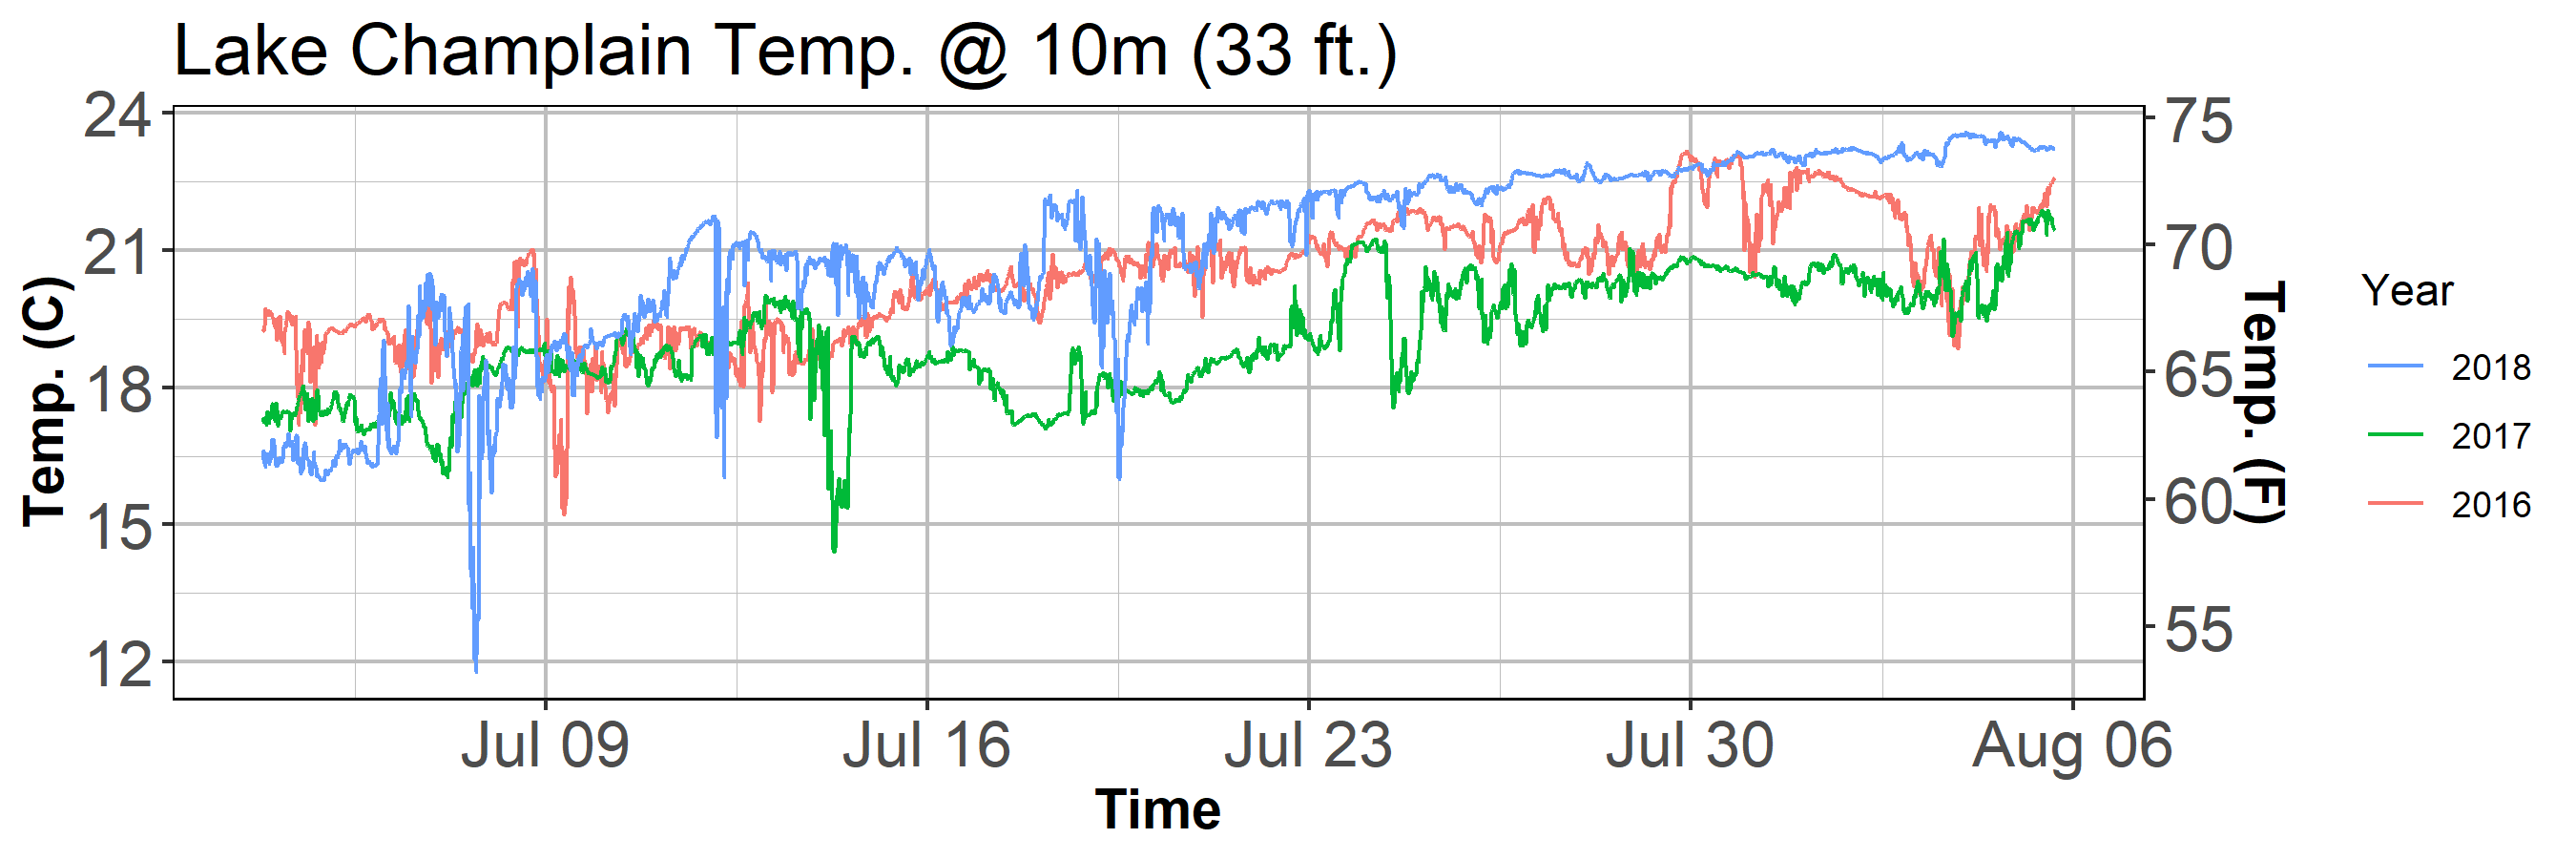 Lake Champlain Temp. @ 10m (33 ft.)
24
21
18
15
12
Temp. (C)
75
70
65
60
55
Temp. (F)
Jul 09
Jul 16
Jul 23
Jul 30
Aug 06
Time
Year
2018
2017
2016